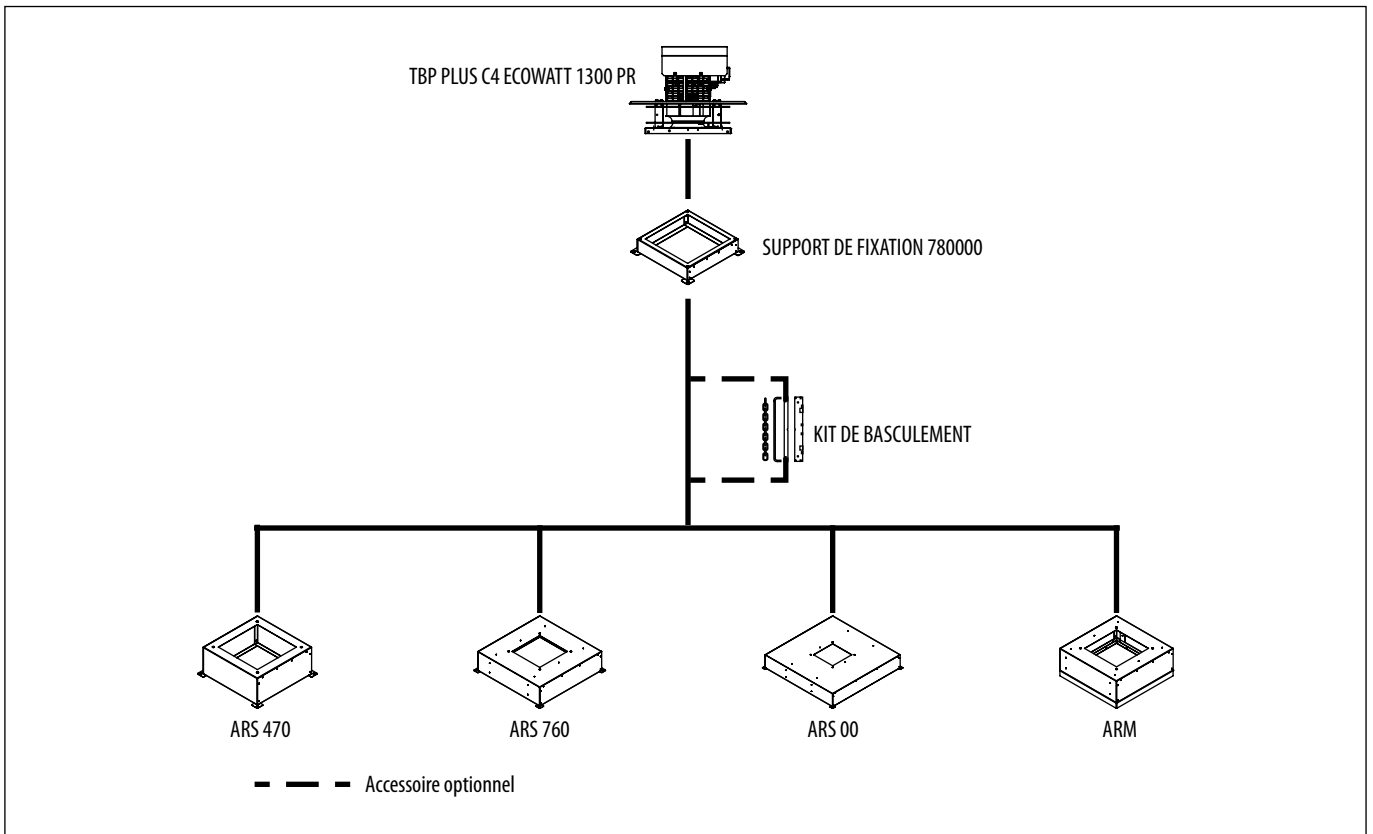 TBP PLUS C4 ECOWATT 1300 PR
SUPPORT DE FIXATION 780000
KIT DE BASCULEMENT
ARS 470
ARS 760
ARS 00
ARM
Accessoire optionnel